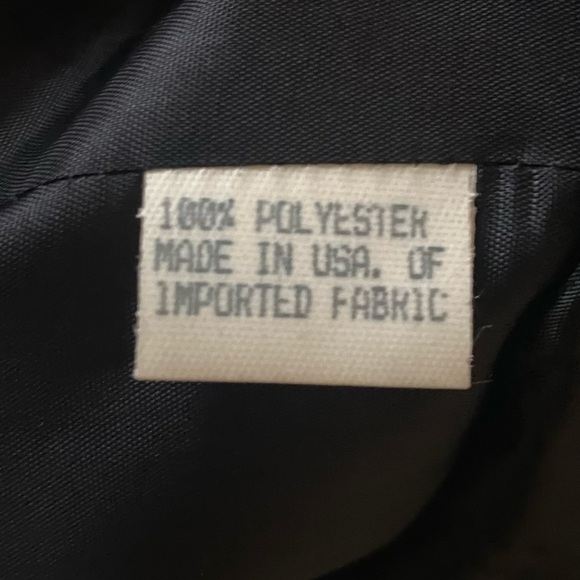 100% POLYESTER
MADE IN USA. OF
IMPORTED FABRIC